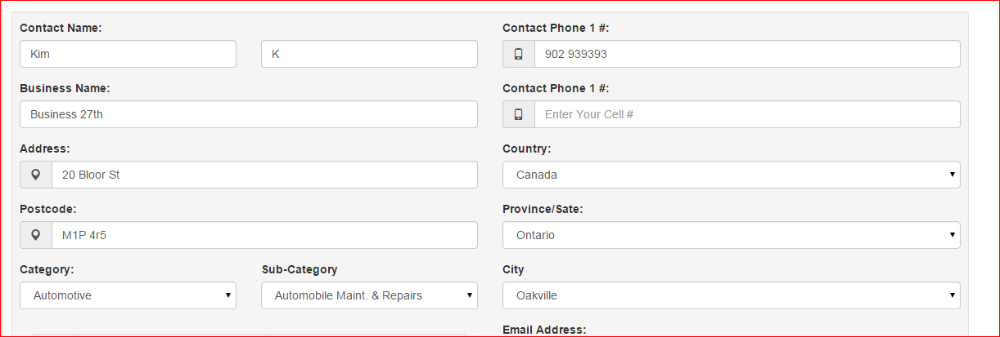 Contact Name:
Contact Phone 1 #:
Kim
K
902 939393
Business Name:
Contact Phone 1 #:
Business 27th
Enter Your Cell #
Address:
Country:
20 Bloor St
Canada
Postcode:
Province/Sate:
M1P 4r5
Ontario
Category:
Sub-Category
City
Automotive
Automobile Maint. & Repairs
Oakville
Email Address: